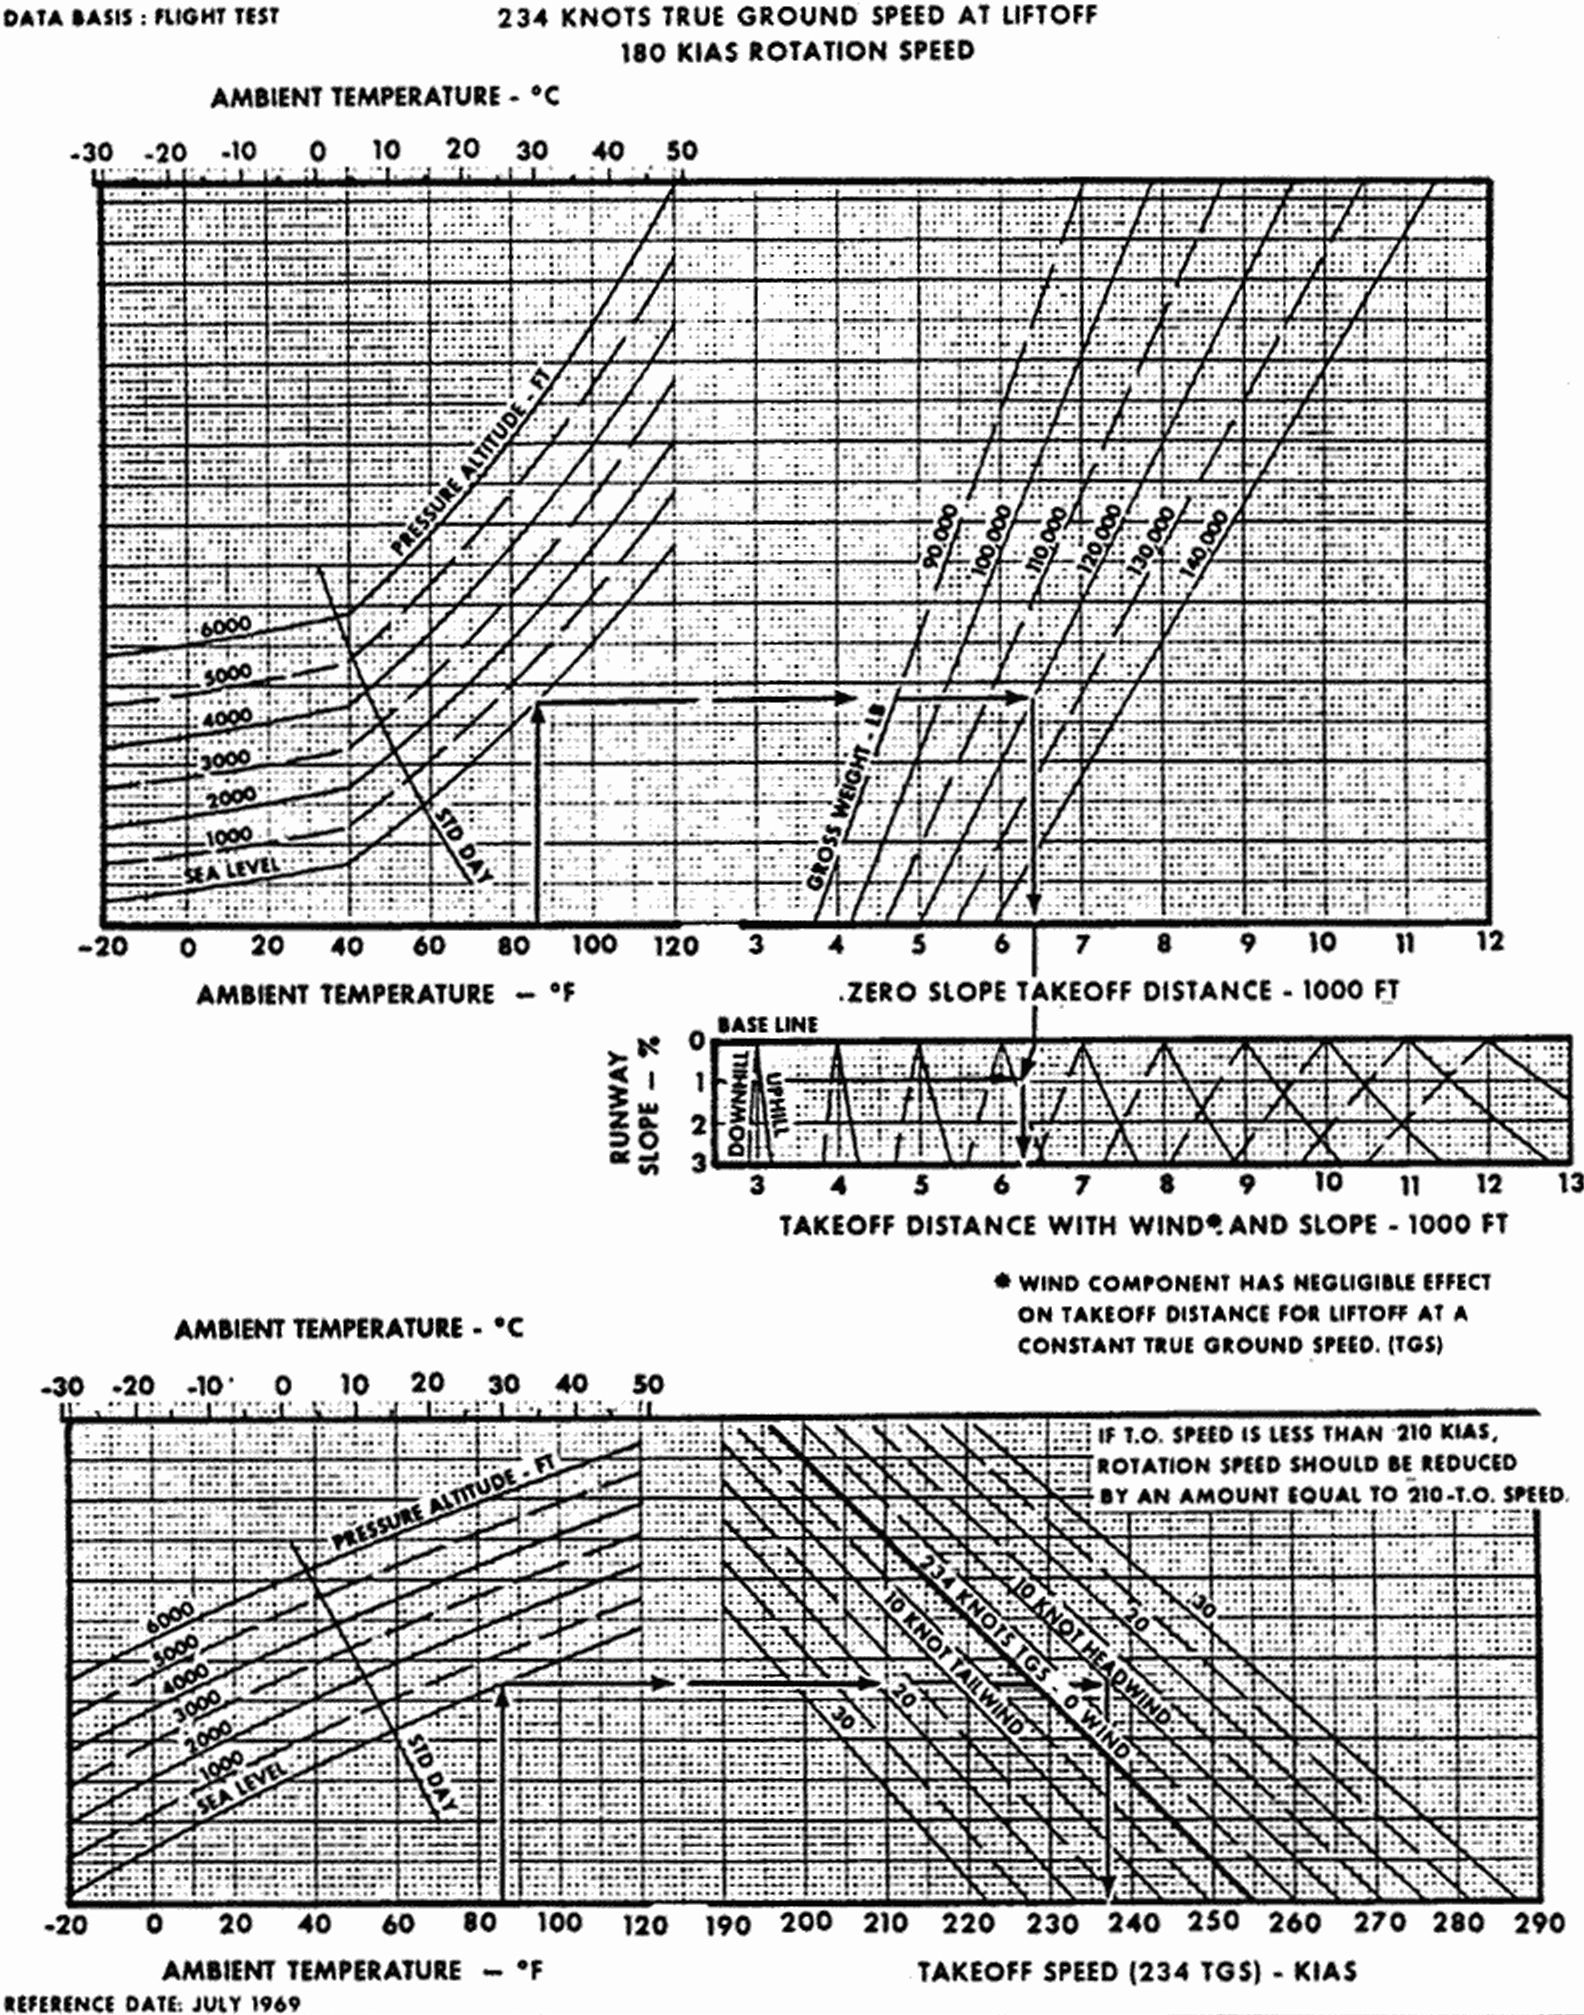 DATA BASIS : FLIGHT TEST
234 KNOTS TRUE GROUND SPEED AT LIFTOFF
180 KIAS ROTATION SPEED
AMBIENT TEMPERATURE - °C
-30 -20 -10 0 10 20 30 40 50
PRESSURE ALTITUDE - FT
6000
5000
4000
3000
2000
1000
SEA LEVEL
STD DAY
GROSS WEIGHT - LB
90,000
100,000
110,000
120,000
130,000
140,000
-20 0 20 40 60 80 100 120
AMBIENT TEMPERATURE - °F
3 4 5 6 7 8 9 10 11 12
ZERO SLOPE TAKEOFF DISTANCE - 1000 FT
BASE LINE
RUNWAY
SLOPE - %
0
1
2
3
DOWNHILL
UPHILL
3 4 5 6 7 8 9 10 11 12 13
TAKEOFF DISTANCE WITH WIND* AND SLOPE - 1000 FT
* WIND COMPONENT HAS NEGLIGIBLE EFFECT
ON TAKEOFF DISTANCE FOR LIFTOFF AT A
CONSTANT TRUE GROUND SPEED. (TGS)
AMBIENT TEMPERATURE - °C
-30 -20 -10 0 10 20 30 40 50
PRESSURE ALTITUDE - FT
6000
5000
4000
3000
2000
1000
SEA LEVEL
STD DAY
IF T.O. SPEED IS LESS THAN 210 KIAS,
ROTATION SPEED SHOULD BE REDUCED
BY AN AMOUNT EQUAL TO 210-T.O. SPEED.
30
20
10 KNOT HEADWIND
234 KNOTS TGS - 0 WIND
10 KNOT TAILWIND
20
30
-20 0 20 40 60 80 100 120
AMBIENT TEMPERATURE - °F
190 200 210 220 230 240 250 260 270 280 290
TAKEOFF SPEED (234 TGS) - KIAS
REFERENCE DATE: JULY 1969